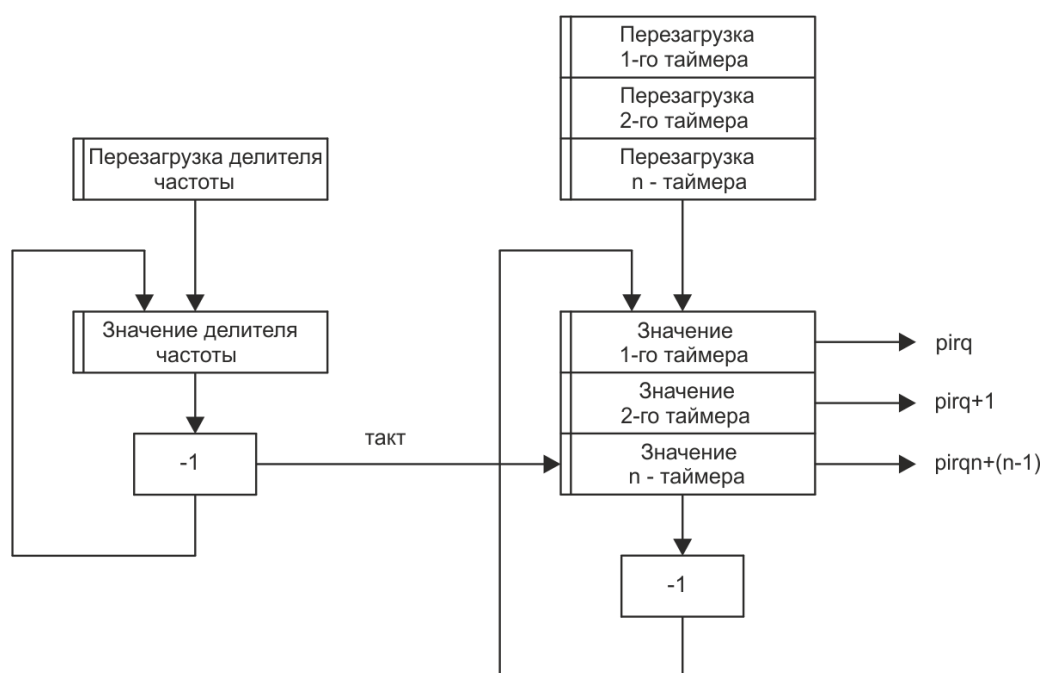 Перезагрузка
1-го таймера
Перезагрузка
2-го таймера
Перезагрузка
n - таймера
Перезагрузка делителя
частоты
Значение делителя
частоты
-1
такт
Значение
1-го таймера
Значение
2-го таймера
Значение
n - таймера
pirq
pirq+1
pirqn+(n-1)
-1